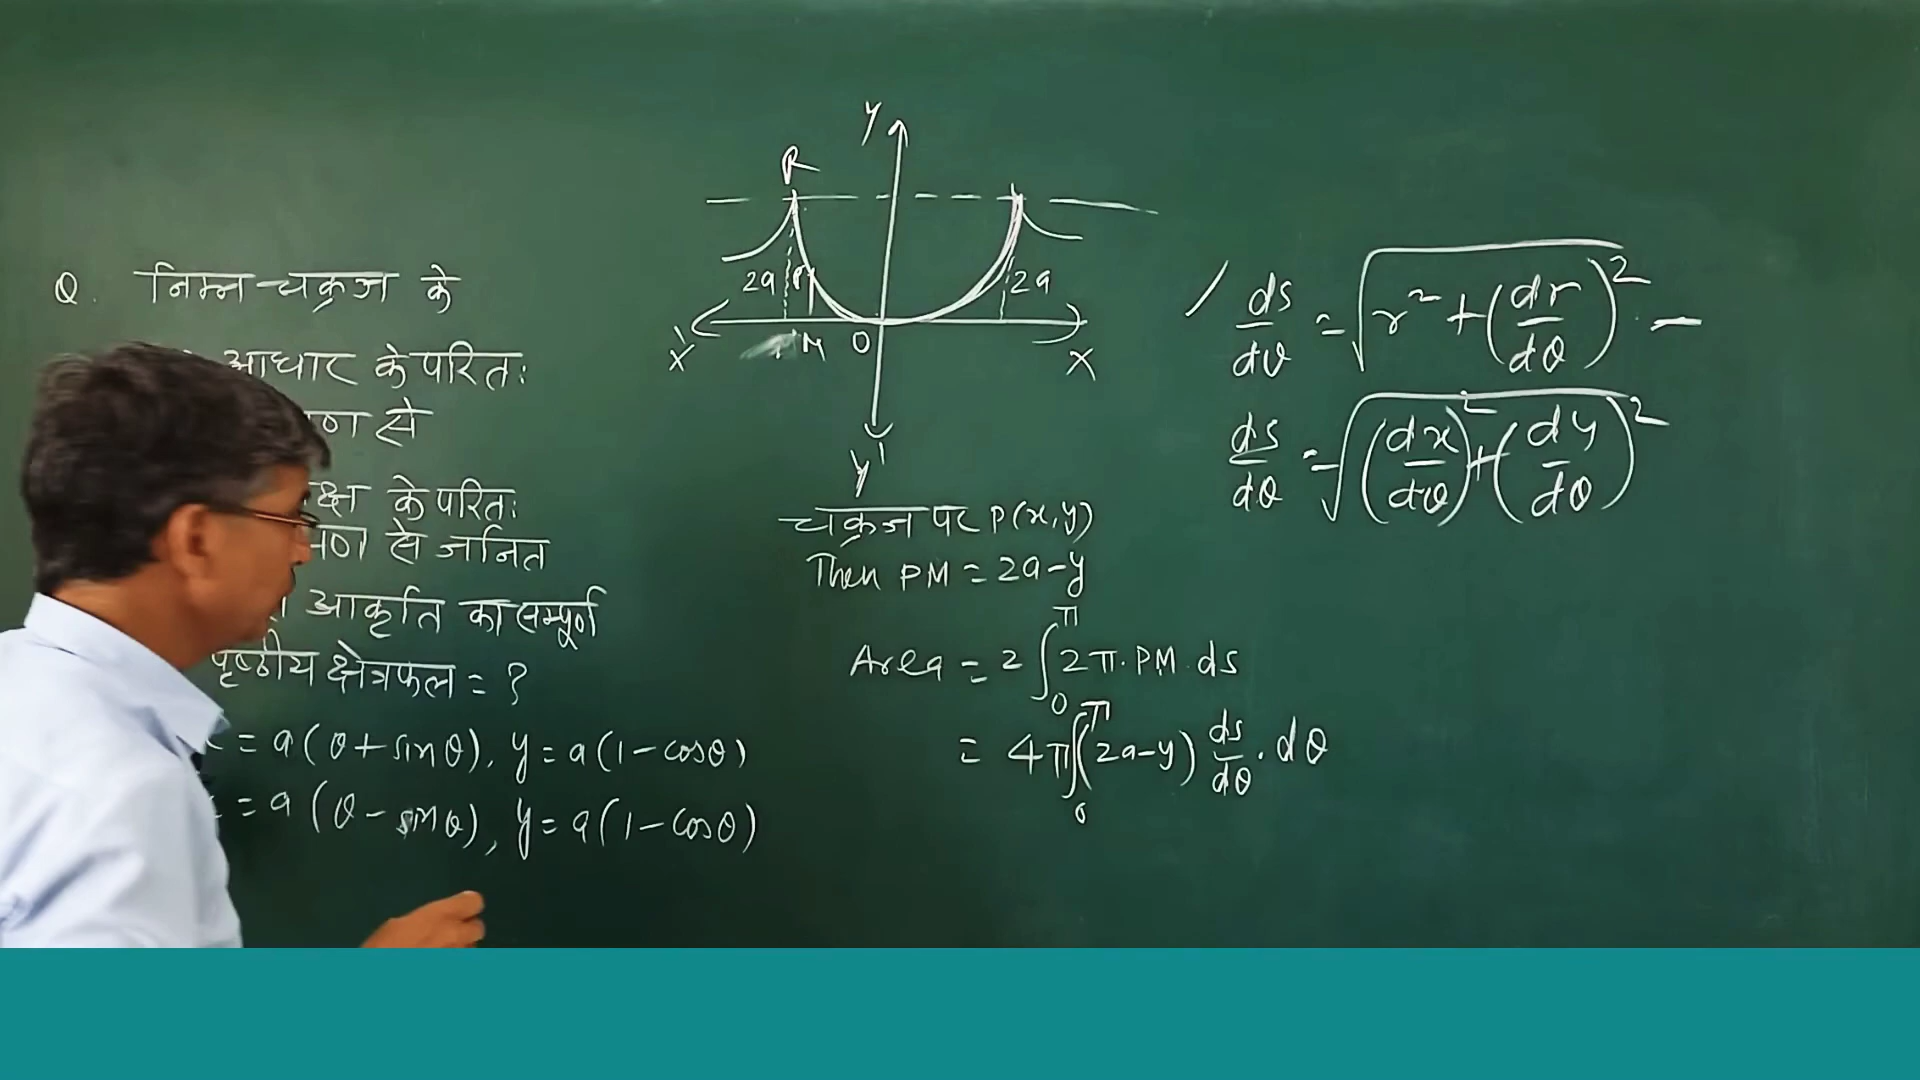 Q. निम्न चक्रज के
आधार के परितः
से
के परितः
से जनित
आकृति का सम्पूर्ण
पृष्ठीय क्षेत्रफल = ?
= a(θ+sinθ), y = a(1-cosθ)
= a(θ-sinθ), y = a(1-cosθ)
Y
R
2a P
2a
X' M O X
Y'
चक्रज पर P(x,y)
Then PM = 2a-y
Area = 2 ∫₀^π 2π. PM. ds
= 4π ∫₀^π (2a-y) ds/dθ . dθ
ds/dθ = √(r² + (dr/dθ)²) -
ds/dθ = √((dx/dθ)² + (dy/dθ)²)